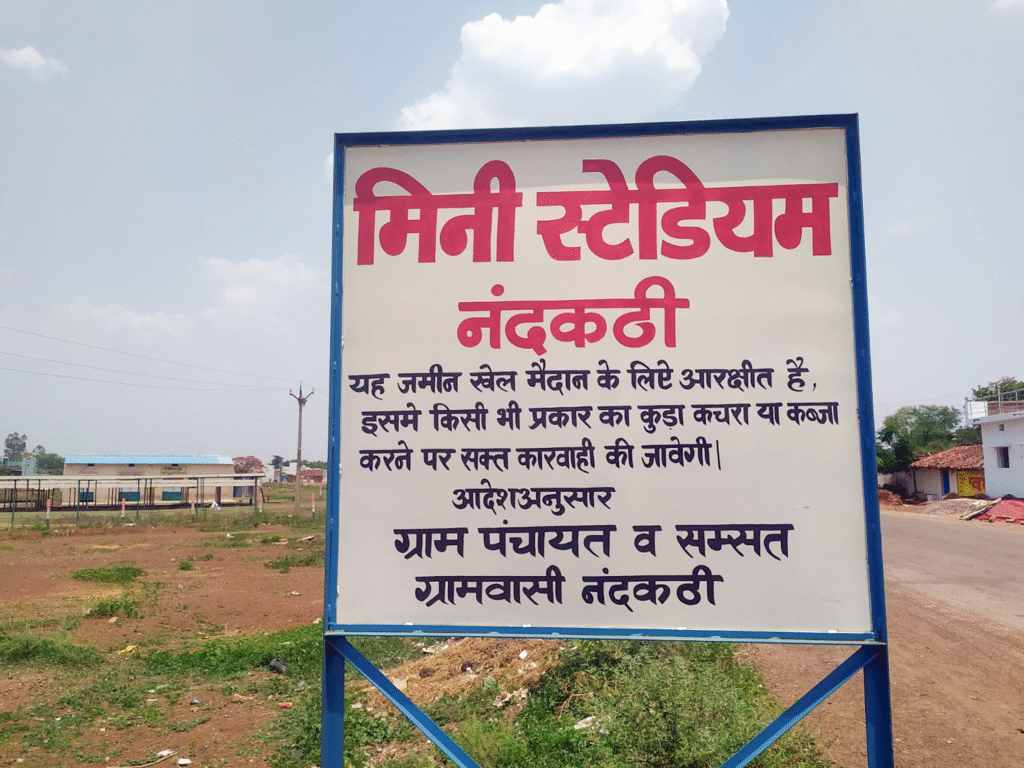 मिनी स्टेडियम
नंदकठी
यह जमीन खेल मैदान के लिऐ आरक्षीत है,
इसमे किसी भी प्रकार का कुड़ा कचरा या कब्जा
करने पर सक्त कारवाही की जावेगी।
आदेशअनुसार
ग्राम पंचायत व सम्सत
ग्रामवासी नंदकठी